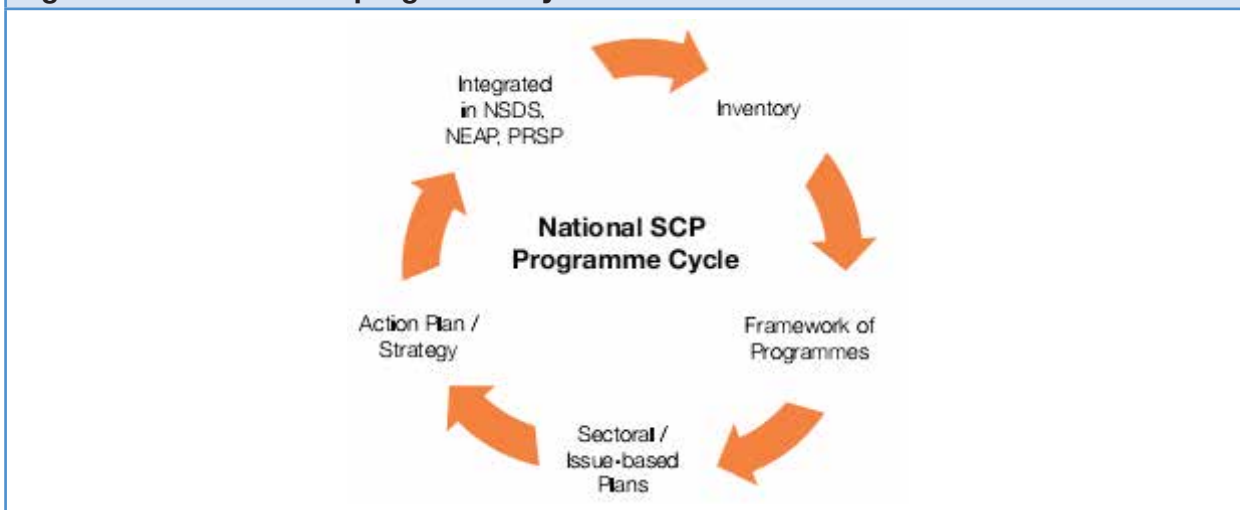 Integrated
in NSDS,
NEAP, PRSP
Inventory
National SCP
Programme Cycle
Framework of
Programmes
Sectoral /
Issue-based
Plans
Action Plan /
Strategy